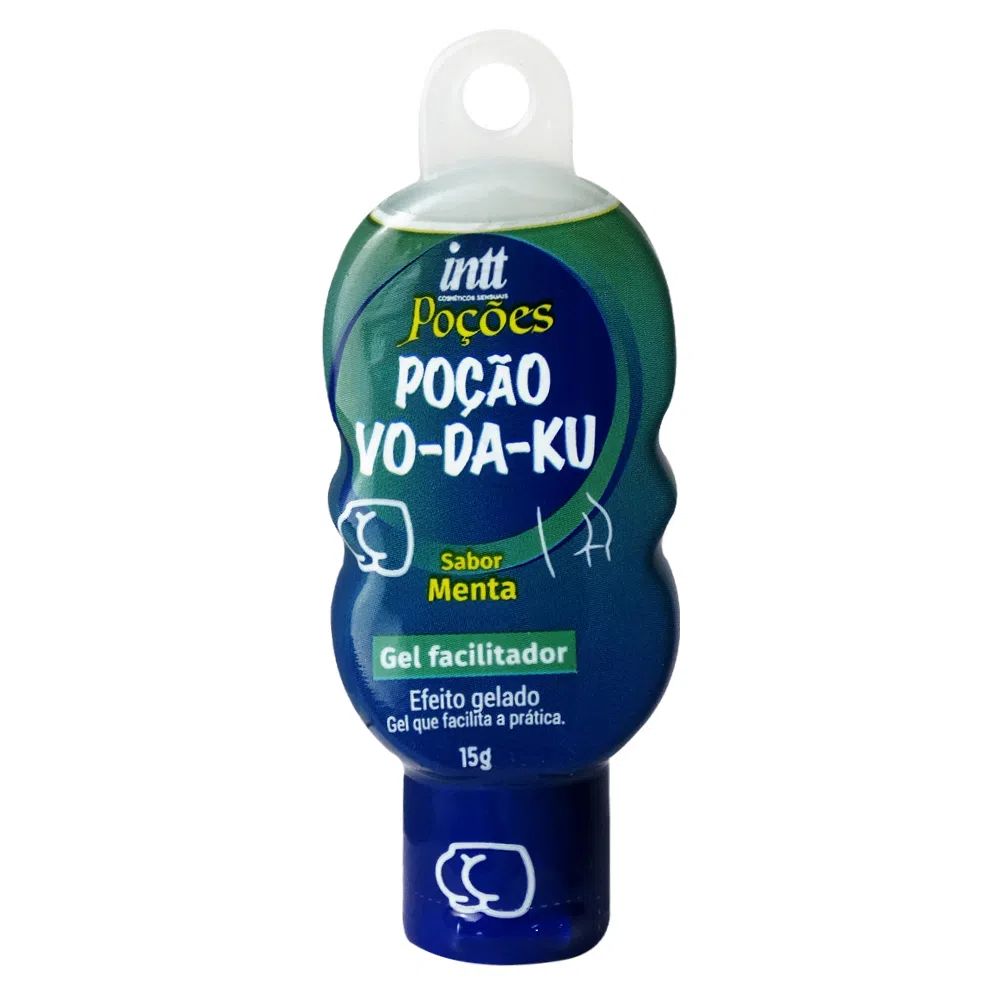 intt
COSMÉTICOS SENSUAIS
Poções
POÇÃO
VO-DA-KU
Sabor
Menta
Gel facilitador
Efeito gelado
Gel que facilita a prática.
15g